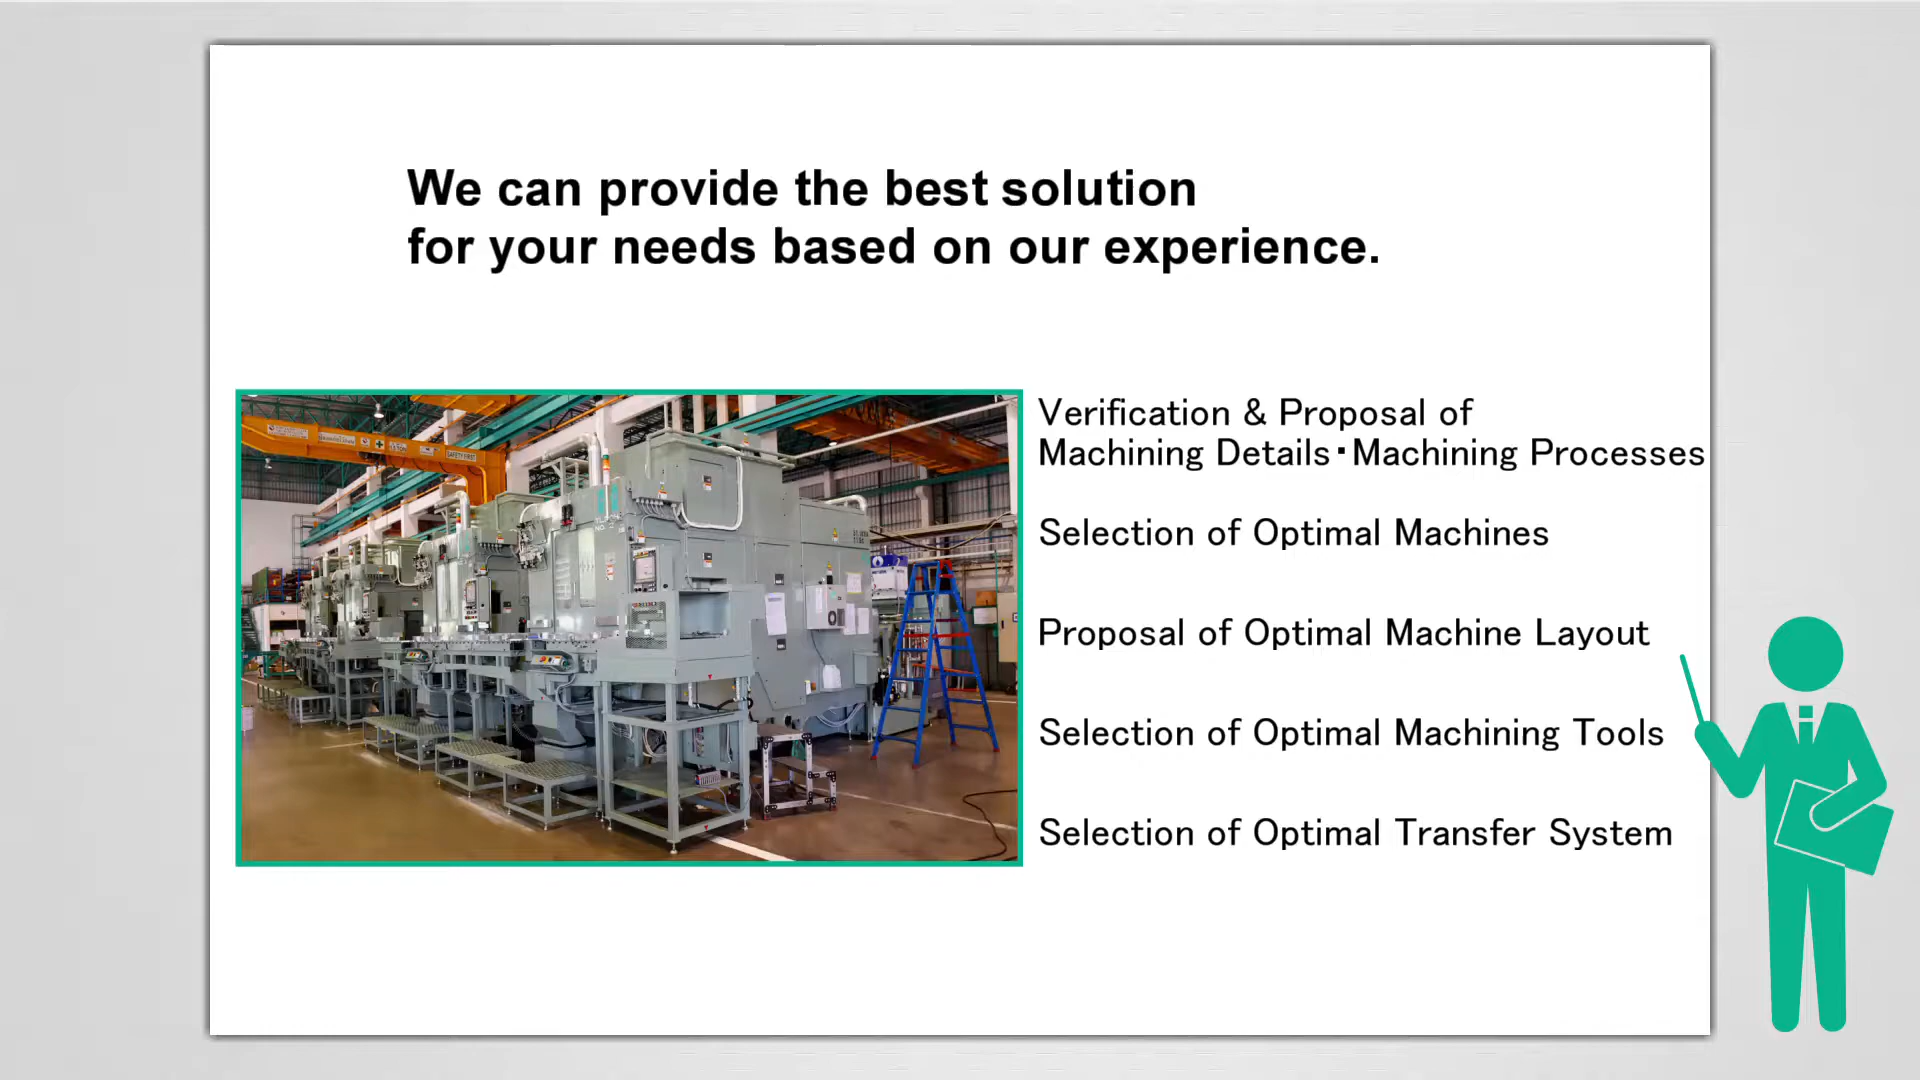 We can provide the best solution
for your needs based on our experience.
Verification & Proposal of
Machining Details・Machining Processes
Selection of Optimal Machines
Proposal of Optimal Machine Layout
Selection of Optimal Machining Tools
Selection of Optimal Transfer System
SAFETY FIRST